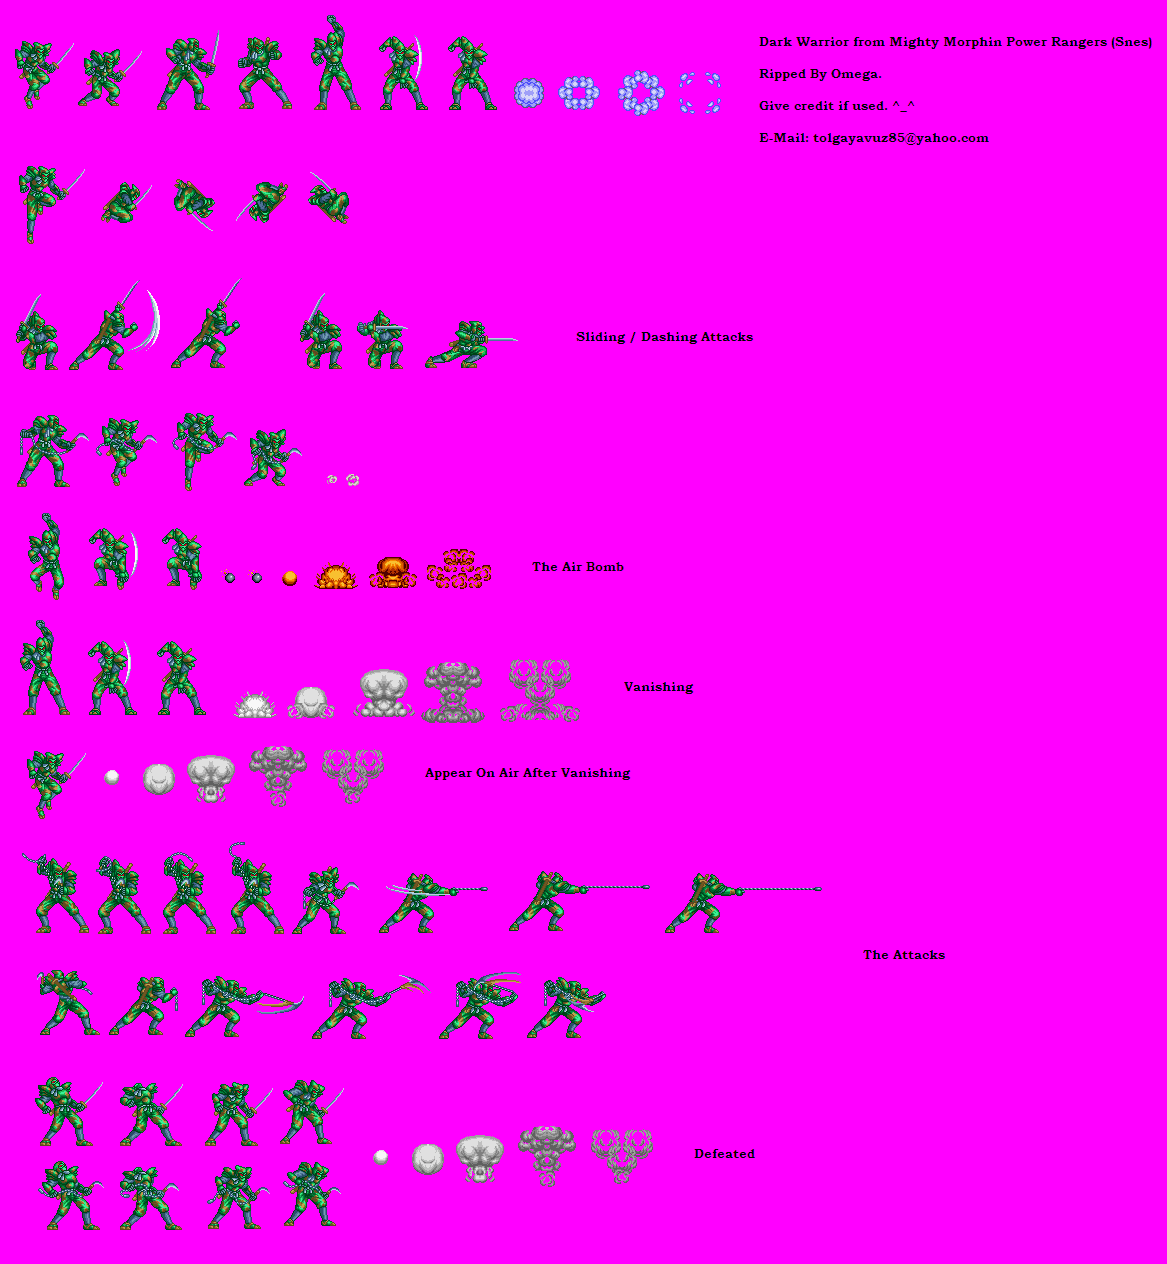 Dark Warrior from Mighty Morphin Power Rangers (Snes)
Ripped By Omega.
Give credit if used. ^_^
E-Mail: tolgayavuz85@yahoo.com
Sliding / Dashing Attacks
The Air Bomb
Vanishing
Appear On Air After Vanishing
The Attacks
Defeated